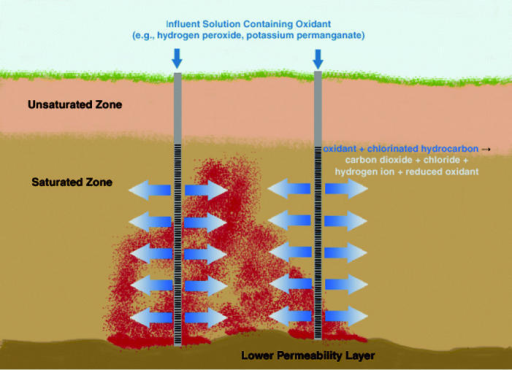 Influent Solution Containing Oxidant
(e.g., hydrogen peroxide, potassium permanganate)
Unsaturated Zone
oxidant + chlorinated hydrocarbon →
carbon dioxide + chloride +
hydrogen ion + reduced oxidant
Saturated Zone
Lower Permeability Layer